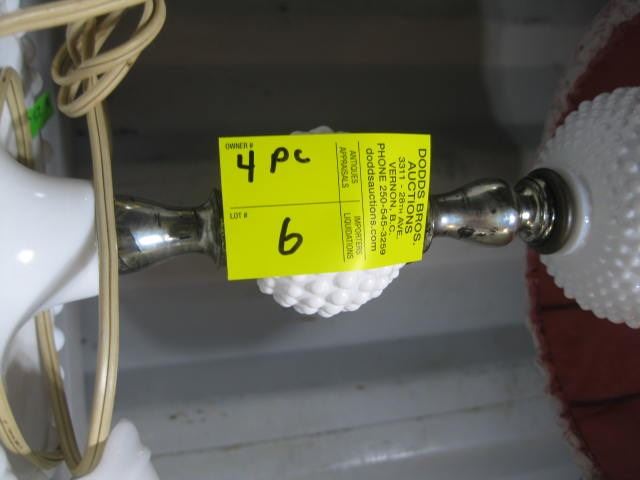 OWNER #
4 pc
LOT #
6
ANTIQUES
APPRAISALS
IMPORTERS
LIQUIDATIONS
DODDS BROS.
AUCTIONS
3311 - 28TH AVE.
VERNON, B.C.
PHONE 250-545-3259
doddsauctions.com